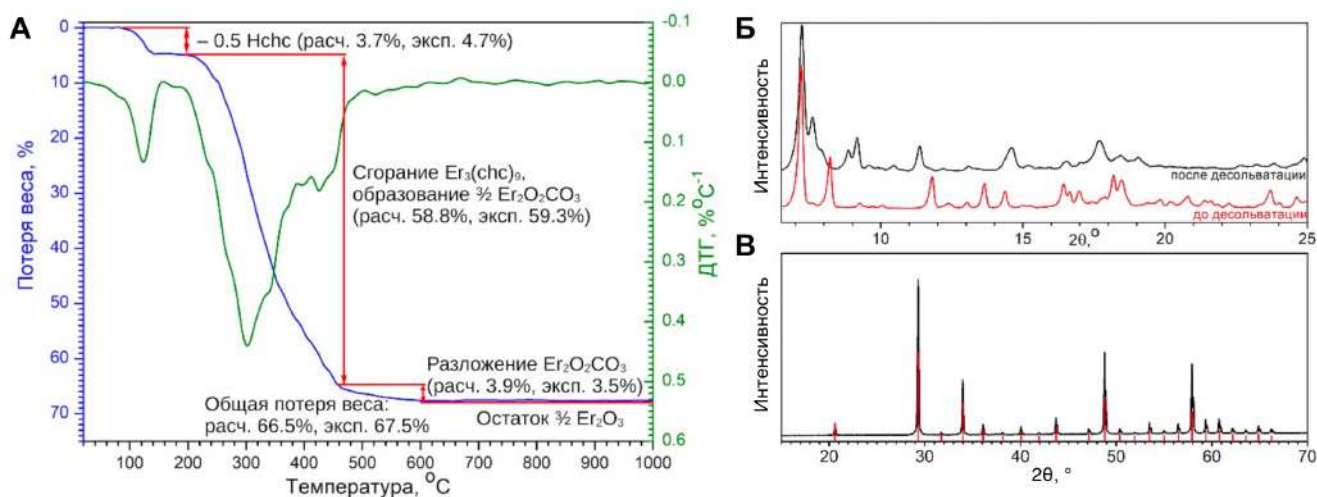 А
Потеря веса, %
0
10
20
30
40
50
60
70
100 200 300 400 500 600 700 800 900 1000
Температура, °C
-0.1
0.0
0.1
0.2
0.3
0.4
0.5
0.6
ДТГ, %°C⁻¹
– 0.5 Hchc (расч. 3.7%, эксп. 4.7%)
Сгорание Er₃(chc)₉,
образование ³⁄₂ Er₂O₂CO₃
(расч. 58.8%, эксп. 59.3%)
Разложение Er₂O₂CO₃
(расч. 3.9%, эксп. 3.5%)
Общая потеря веса:
расч. 66.5%, эксп. 67.5%
Остаток ³⁄₂ Er₂O₃
Б
Интенсивность
после десольватации
до десольватации
10 15 20 25
2θ,°
В
Интенсивность
20 30 40 50 60 70
2θ, °